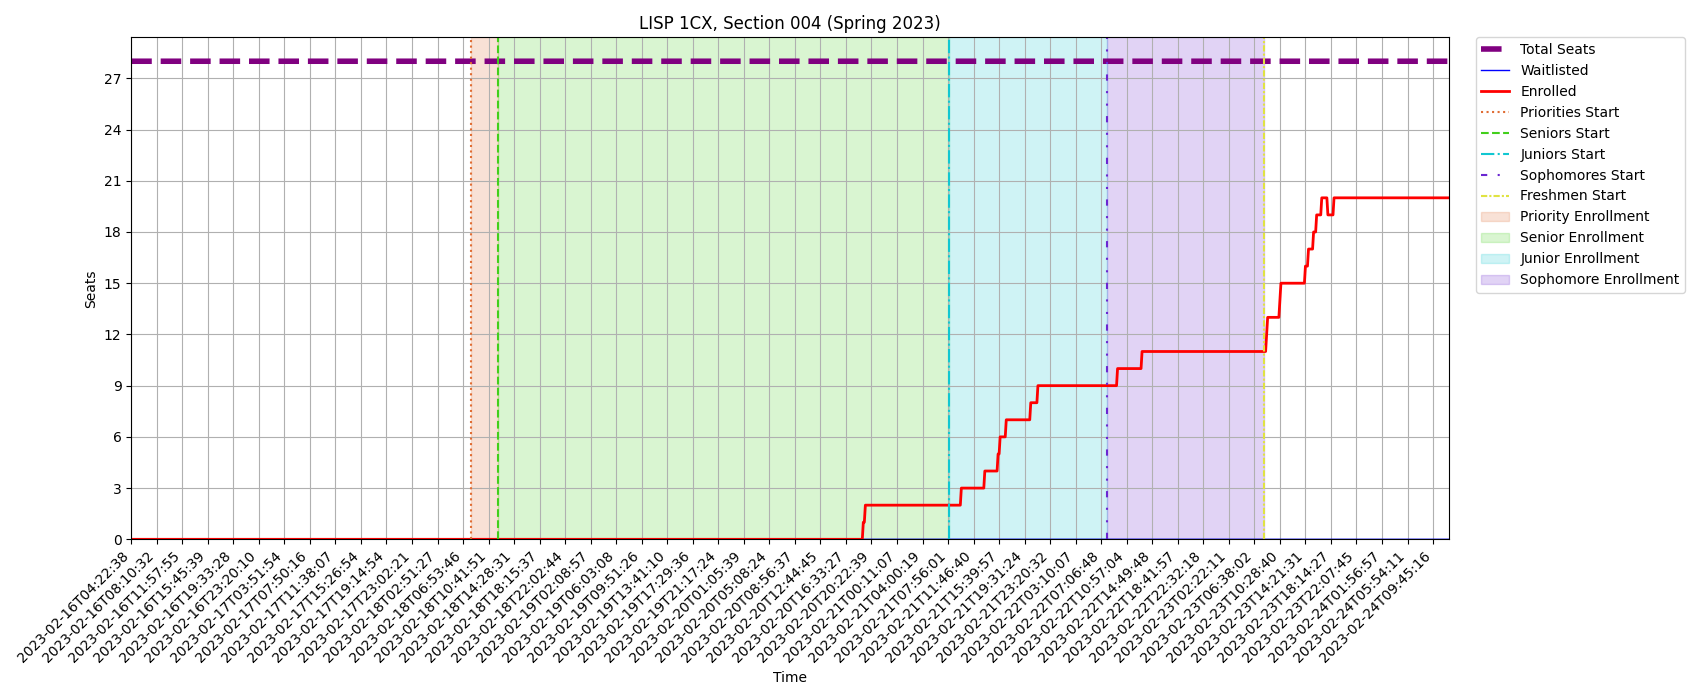 LISP 1CX, Section 004 (Spring 2023)
Total Seats
Waitlisted
Enrolled
Priorities Start
Seniors Start
Juniors Start
Sophomores Start
Freshmen Start
Priority Enrollment
Senior Enrollment
Junior Enrollment
Sophomore Enrollment
Seats
27
24
21
18
15
12
9
6
3
0
2023-02-16T04:22:38
2023-02-16T08:10:32
2023-02-16T11:57:55
2023-02-16T15:45:39
2023-02-16T19:33:28
2023-02-16T23:20:10
2023-02-17T03:51:54
2023-02-17T07:50:16
2023-02-17T11:38:07
2023-02-17T15:26:54
2023-02-17T19:14:54
2023-02-17T23:02:21
2023-02-18T02:51:27
2023-02-18T06:53:46
2023-02-18T10:41:51
2023-02-18T14:28:31
2023-02-18T18:15:37
2023-02-18T22:02:44
2023-02-19T02:08:57
2023-02-19T06:03:08
2023-02-19T09:51:26
2023-02-19T13:41:10
2023-02-19T17:29:36
2023-02-19T21:17:24
2023-02-20T01:05:39
2023-02-20T05:08:24
2023-02-20T08:56:37
2023-02-20T12:44:45
2023-02-20T16:33:27
2023-02-20T20:22:39
2023-02-21T00:11:07
2023-02-21T04:00:19
2023-02-21T07:56:01
2023-02-21T11:46:40
2023-02-21T15:39:57
2023-02-21T19:31:24
2023-02-21T23:20:32
2023-02-22T03:10:07
2023-02-22T07:06:48
2023-02-22T10:57:04
2023-02-22T14:49:48
2023-02-22T18:41:57
2023-02-22T22:32:18
2023-02-23T02:22:11
2023-02-23T06:38:02
2023-02-23T10:28:40
2023-02-23T14:21:31
2023-02-23T18:14:27
2023-02-23T22:07:45
2023-02-24T01:56:57
2023-02-24T05:54:11
2023-02-24T09:45:16
Time